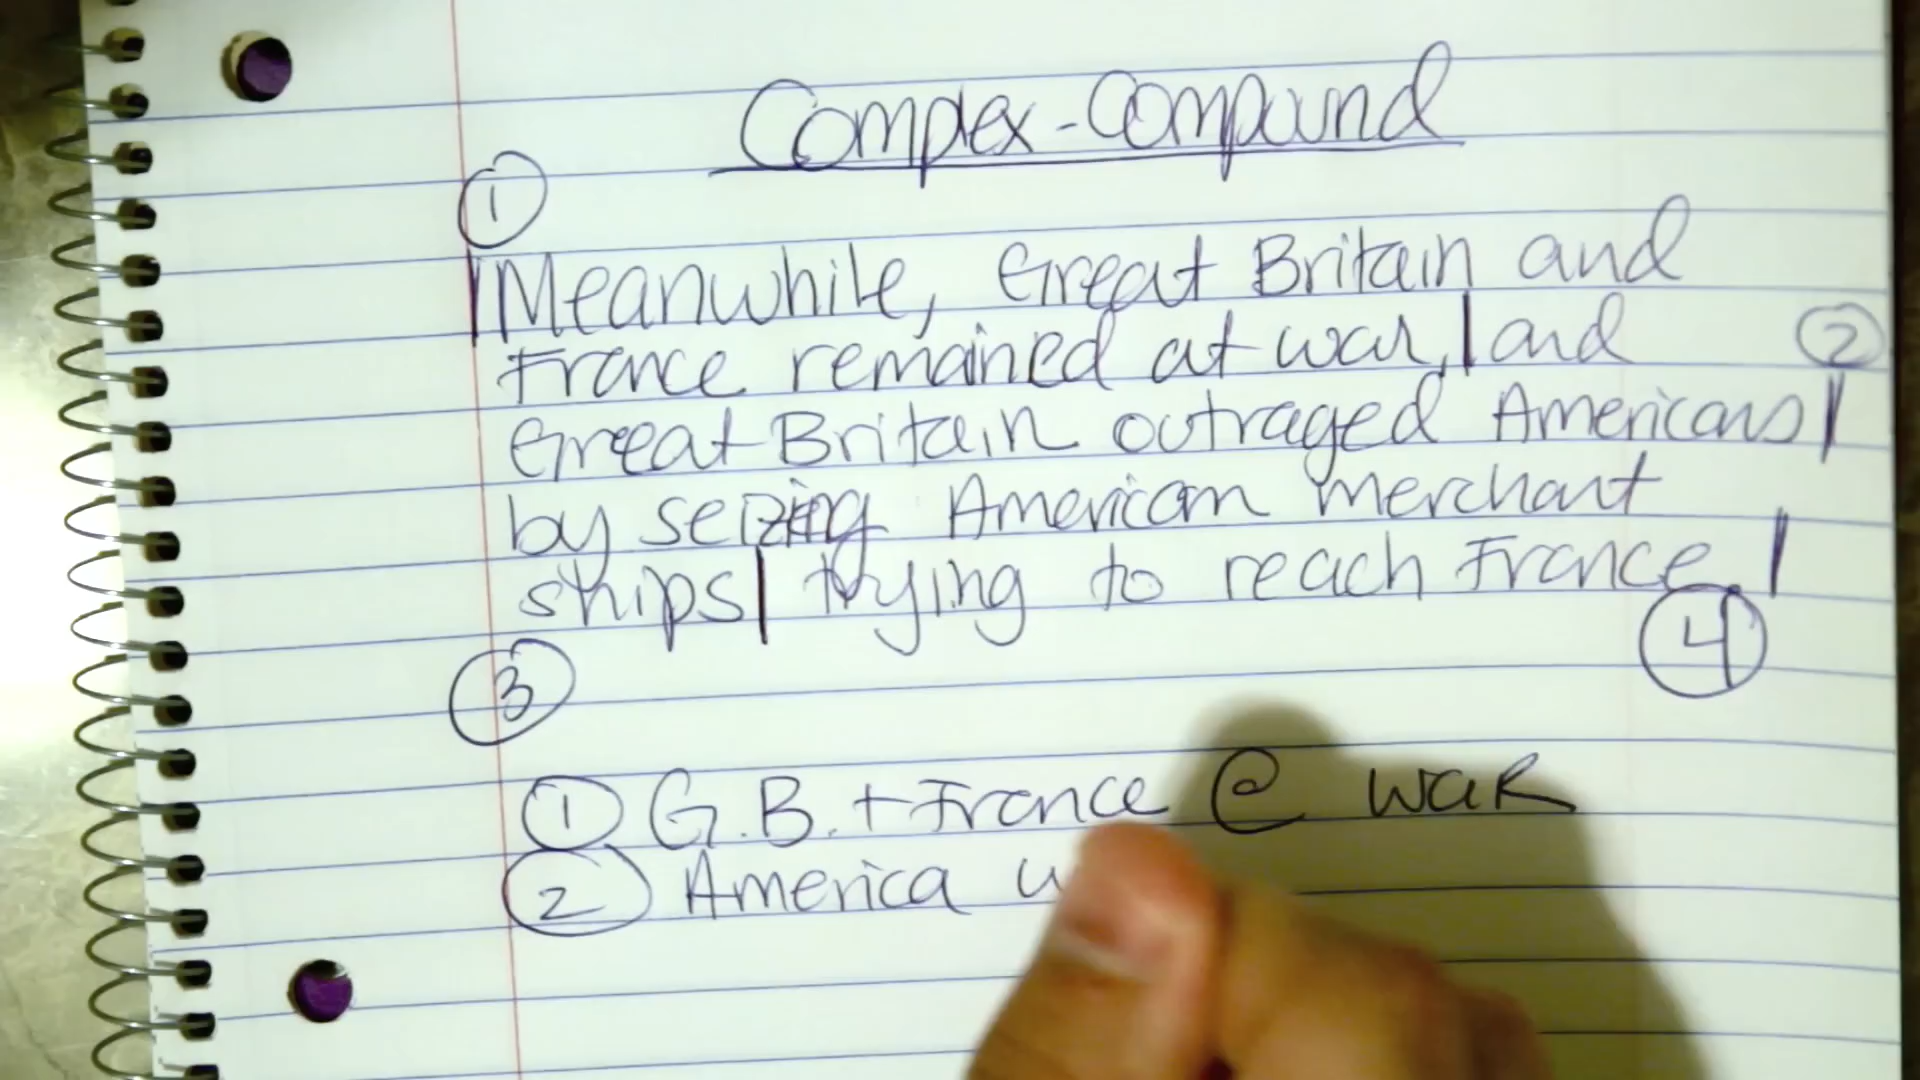 Complex-Compound
①
|Meanwhile, Great Britain and
France remained at war,| and ②
Great Britain outraged Americans|
by seizing American merchant
ships| trying to reach France.|
③ ④
① G.B. + France @ war
② America